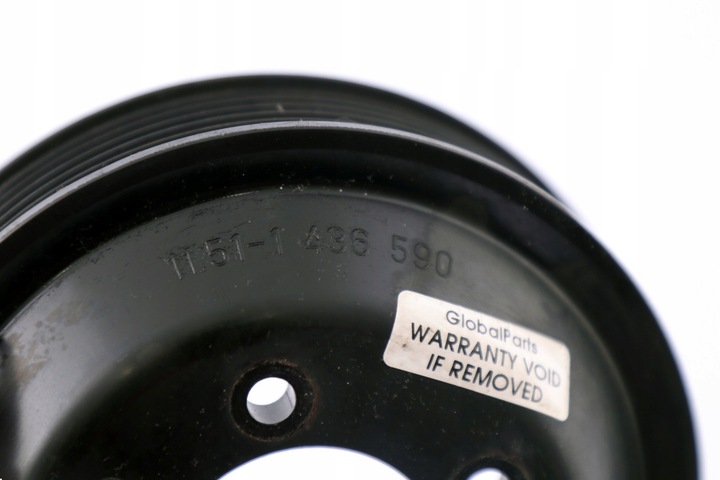 11.51-1 436 590
GlobalParts
WARRANTY VOID
IF REMOVED